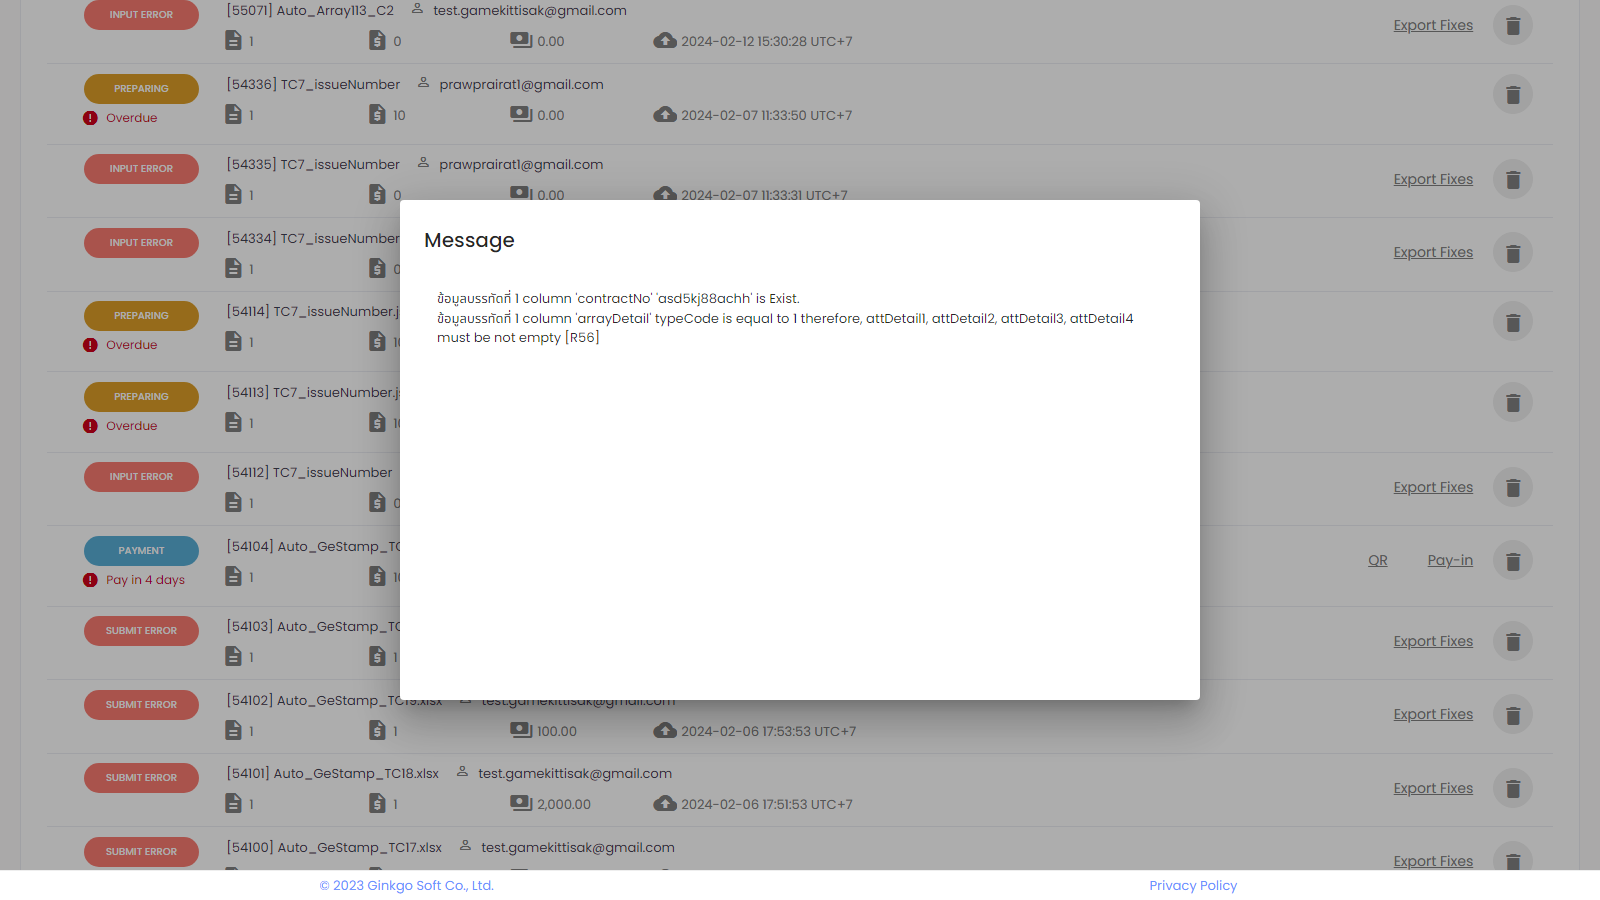 INPUT ERROR [55071] Auto_Array113_C2 test.gamekittisak@gmail.com
1 0 0.00 2024-02-12 15:30:28 UTC+7 Export Fixes
PREPARING [54336] TC7_issueNumber prawprairat1@gmail.com
Overdue 1 10 0.00 2024-02-07 11:33:50 UTC+7
INPUT ERROR [54335] TC7_issueNumber prawprairat1@gmail.com
1 0 0.00 2024-02-07 11:33:31 UTC+7 Export Fixes
INPUT ERROR [54334] TC7_issueNumber
1 0 Export Fixes
PREPARING [54114] TC7_issueNumber.j
Overdue 1
PREPARING [54113] TC7_issueNumber.j
Overdue 1
INPUT ERROR [54112] TC7_issueNumber
1 0 Export Fixes
PAYMENT [54104] Auto_GeStamp_TC
Pay in 4 days 1 QR Pay-in
SUBMIT ERROR [54103] Auto_GeStamp_TC
1 1 Export Fixes
SUBMIT ERROR [54102] Auto_GeStamp_TC19.xlsx test.gamekittisak@gmail.com
1 1 100.00 2024-02-06 17:53:53 UTC+7 Export Fixes
SUBMIT ERROR [54101] Auto_GeStamp_TC18.xlsx test.gamekittisak@gmail.com
1 1 2,000.00 2024-02-06 17:51:53 UTC+7 Export Fixes
SUBMIT ERROR [54100] Auto_GeStamp_TC17.xlsx test.gamekittisak@gmail.com
Export Fixes
Message
ข้อมูลบรรทัดที่ 1 column 'contractNo' 'asd5kj88achh' is Exist.
ข้อมูลบรรทัดที่ 1 column 'arrayDetail' typeCode is equal to 1 therefore, attDetail1, attDetail2, attDetail3, attDetail4
must be not empty [R56]
© 2023 Ginkgo Soft Co., Ltd. Privacy Policy